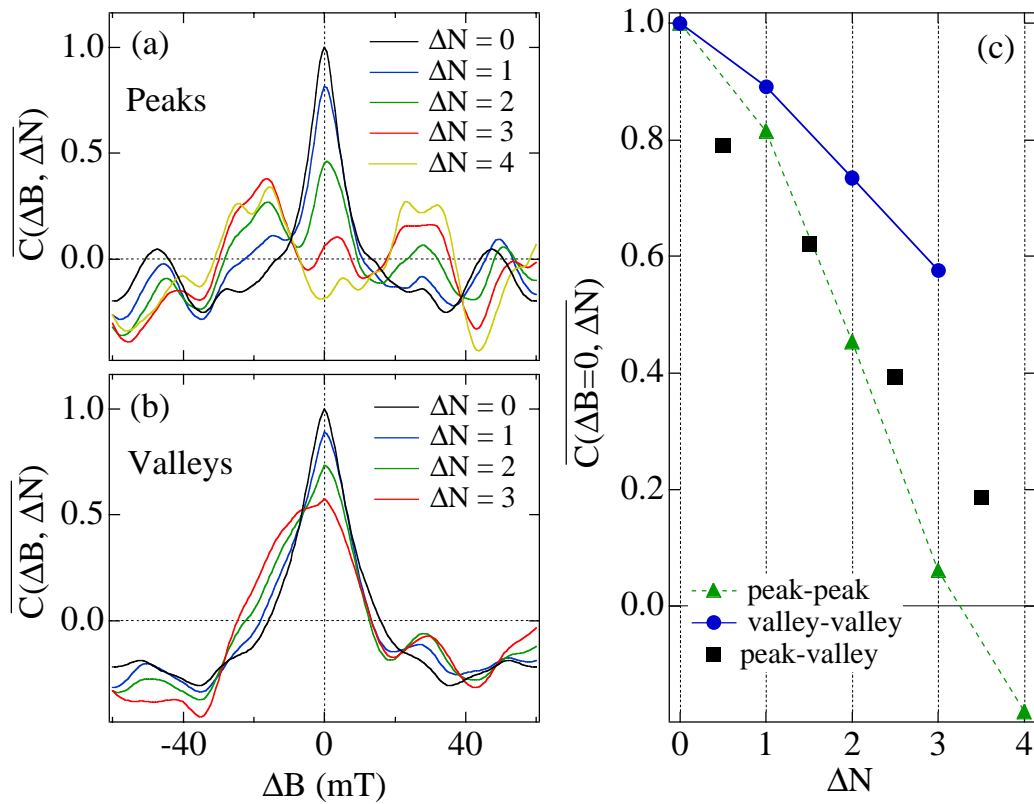 (a)
Peaks
ΔN = 0
ΔN = 1
ΔN = 2
ΔN = 3
ΔN = 4
1.0
0.5
0.0
C(ΔB, ΔN)
(b)
Valleys
ΔN = 0
ΔN = 1
ΔN = 2
ΔN = 3
1.0
0.5
0.0
C(ΔB, ΔN)
-40
0
40
ΔB (mT)
(c)
1.0
0.8
0.6
0.4
0.2
0.0
C(ΔB=0, ΔN)
peak-peak
valley-valley
peak-valley
0
1
2
3
4
ΔN